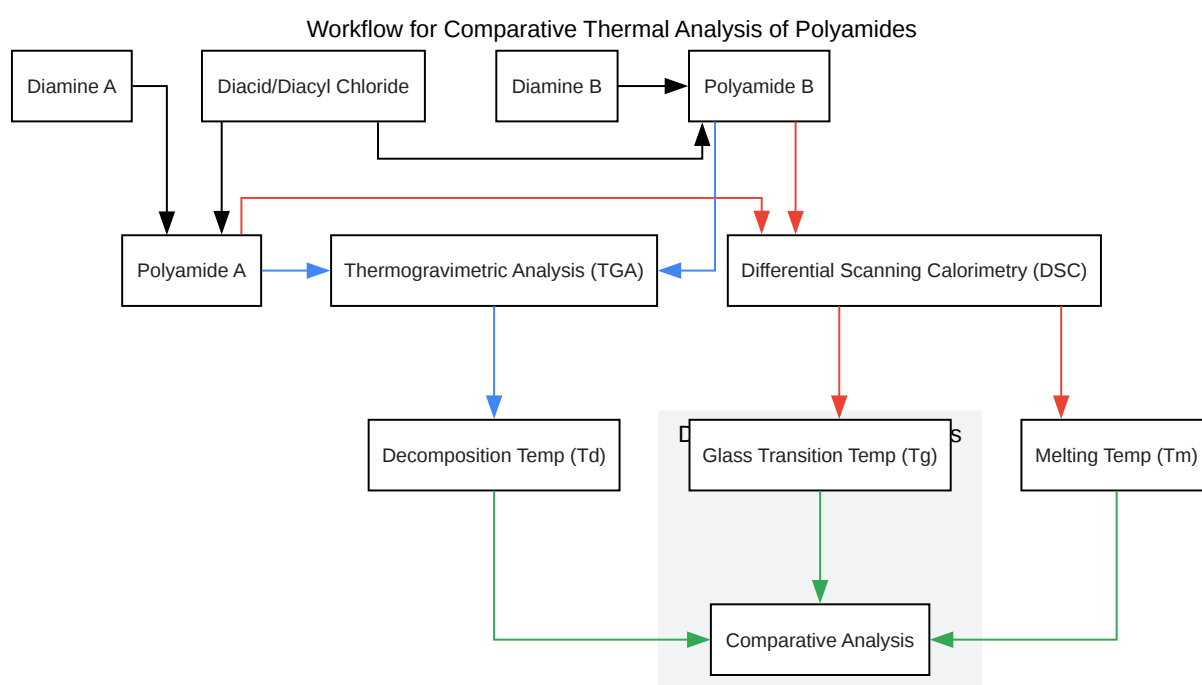 Workflow for Comparative Thermal Analysis of Polyamides
Diamine A
Diacid/Diacyl Chloride
Diamine B
Polyamide B
Polyamide A
Thermogravimetric Analysis (TGA)
Differential Scanning Calorimetry (DSC)
Decomposition Temp (Td)
Glass Transition Temp (Tg)
Melting Temp (Tm)
Comparative Analysis